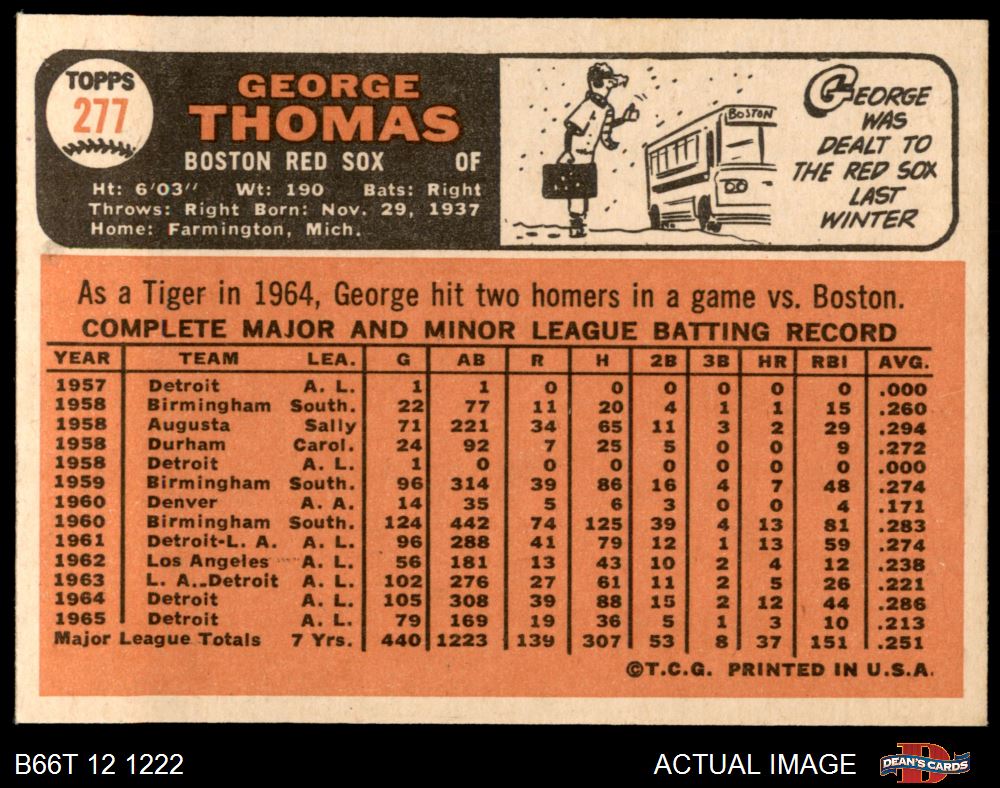 TOPPS
277
GEORGE
THOMAS
BOSTON RED SOX OF
Ht: 6'03" Wt: 190 Bats: Right
Throws: Right Born: Nov. 29, 1937
Home: Farmington, Mich.
BOSTON
GEORGE
WAS
DEALT TO
THE RED SOX
LAST
WINTER
As a Tiger in 1964, George hit two homers in a game vs. Boston.
COMPLETE MAJOR AND MINOR LEAGUE BATTING RECORD
YEAR TEAM LEA. G AB R H 2B 3B HR RBI AVG.
1957 Detroit A. L. 1 1 0 0 0 0 0 0 .000
1958 Birmingham South. 22 77 11 20 4 1 1 15 .260
1958 Augusta Sally 71 221 34 65 11 3 2 29 .294
1958 Durham Carol. 24 92 7 25 5 0 0 9 .272
1958 Detroit A. L. 1 0 0 0 0 0 0 0 .000
1959 Birmingham South. 96 314 39 86 16 4 7 48 .274
1960 Denver A. A. 14 35 5 6 3 0 0 4 .171
1960 Birmingham South. 124 442 74 125 39 4 13 81 .283
1961 Detroit-L. A. A. L. 96 288 41 79 12 1 13 59 .274
1962 Los Angeles A. L. 56 181 13 43 10 2 4 12 .238
1963 L. A.-Detroit A. L. 102 276 27 61 11 2 5 26 .221
1964 Detroit A. L. 105 308 39 88 15 2 12 44 .286
1965 Detroit A. L. 79 169 19 36 5 1 3 10 .213
Major League Totals 7 Yrs. 440 1223 139 307 53 8 37 151 .251
©T.C.G. PRINTED IN U.S.A.
B66T 12 1222 ACTUAL IMAGE
D
DEAN'S CARDS